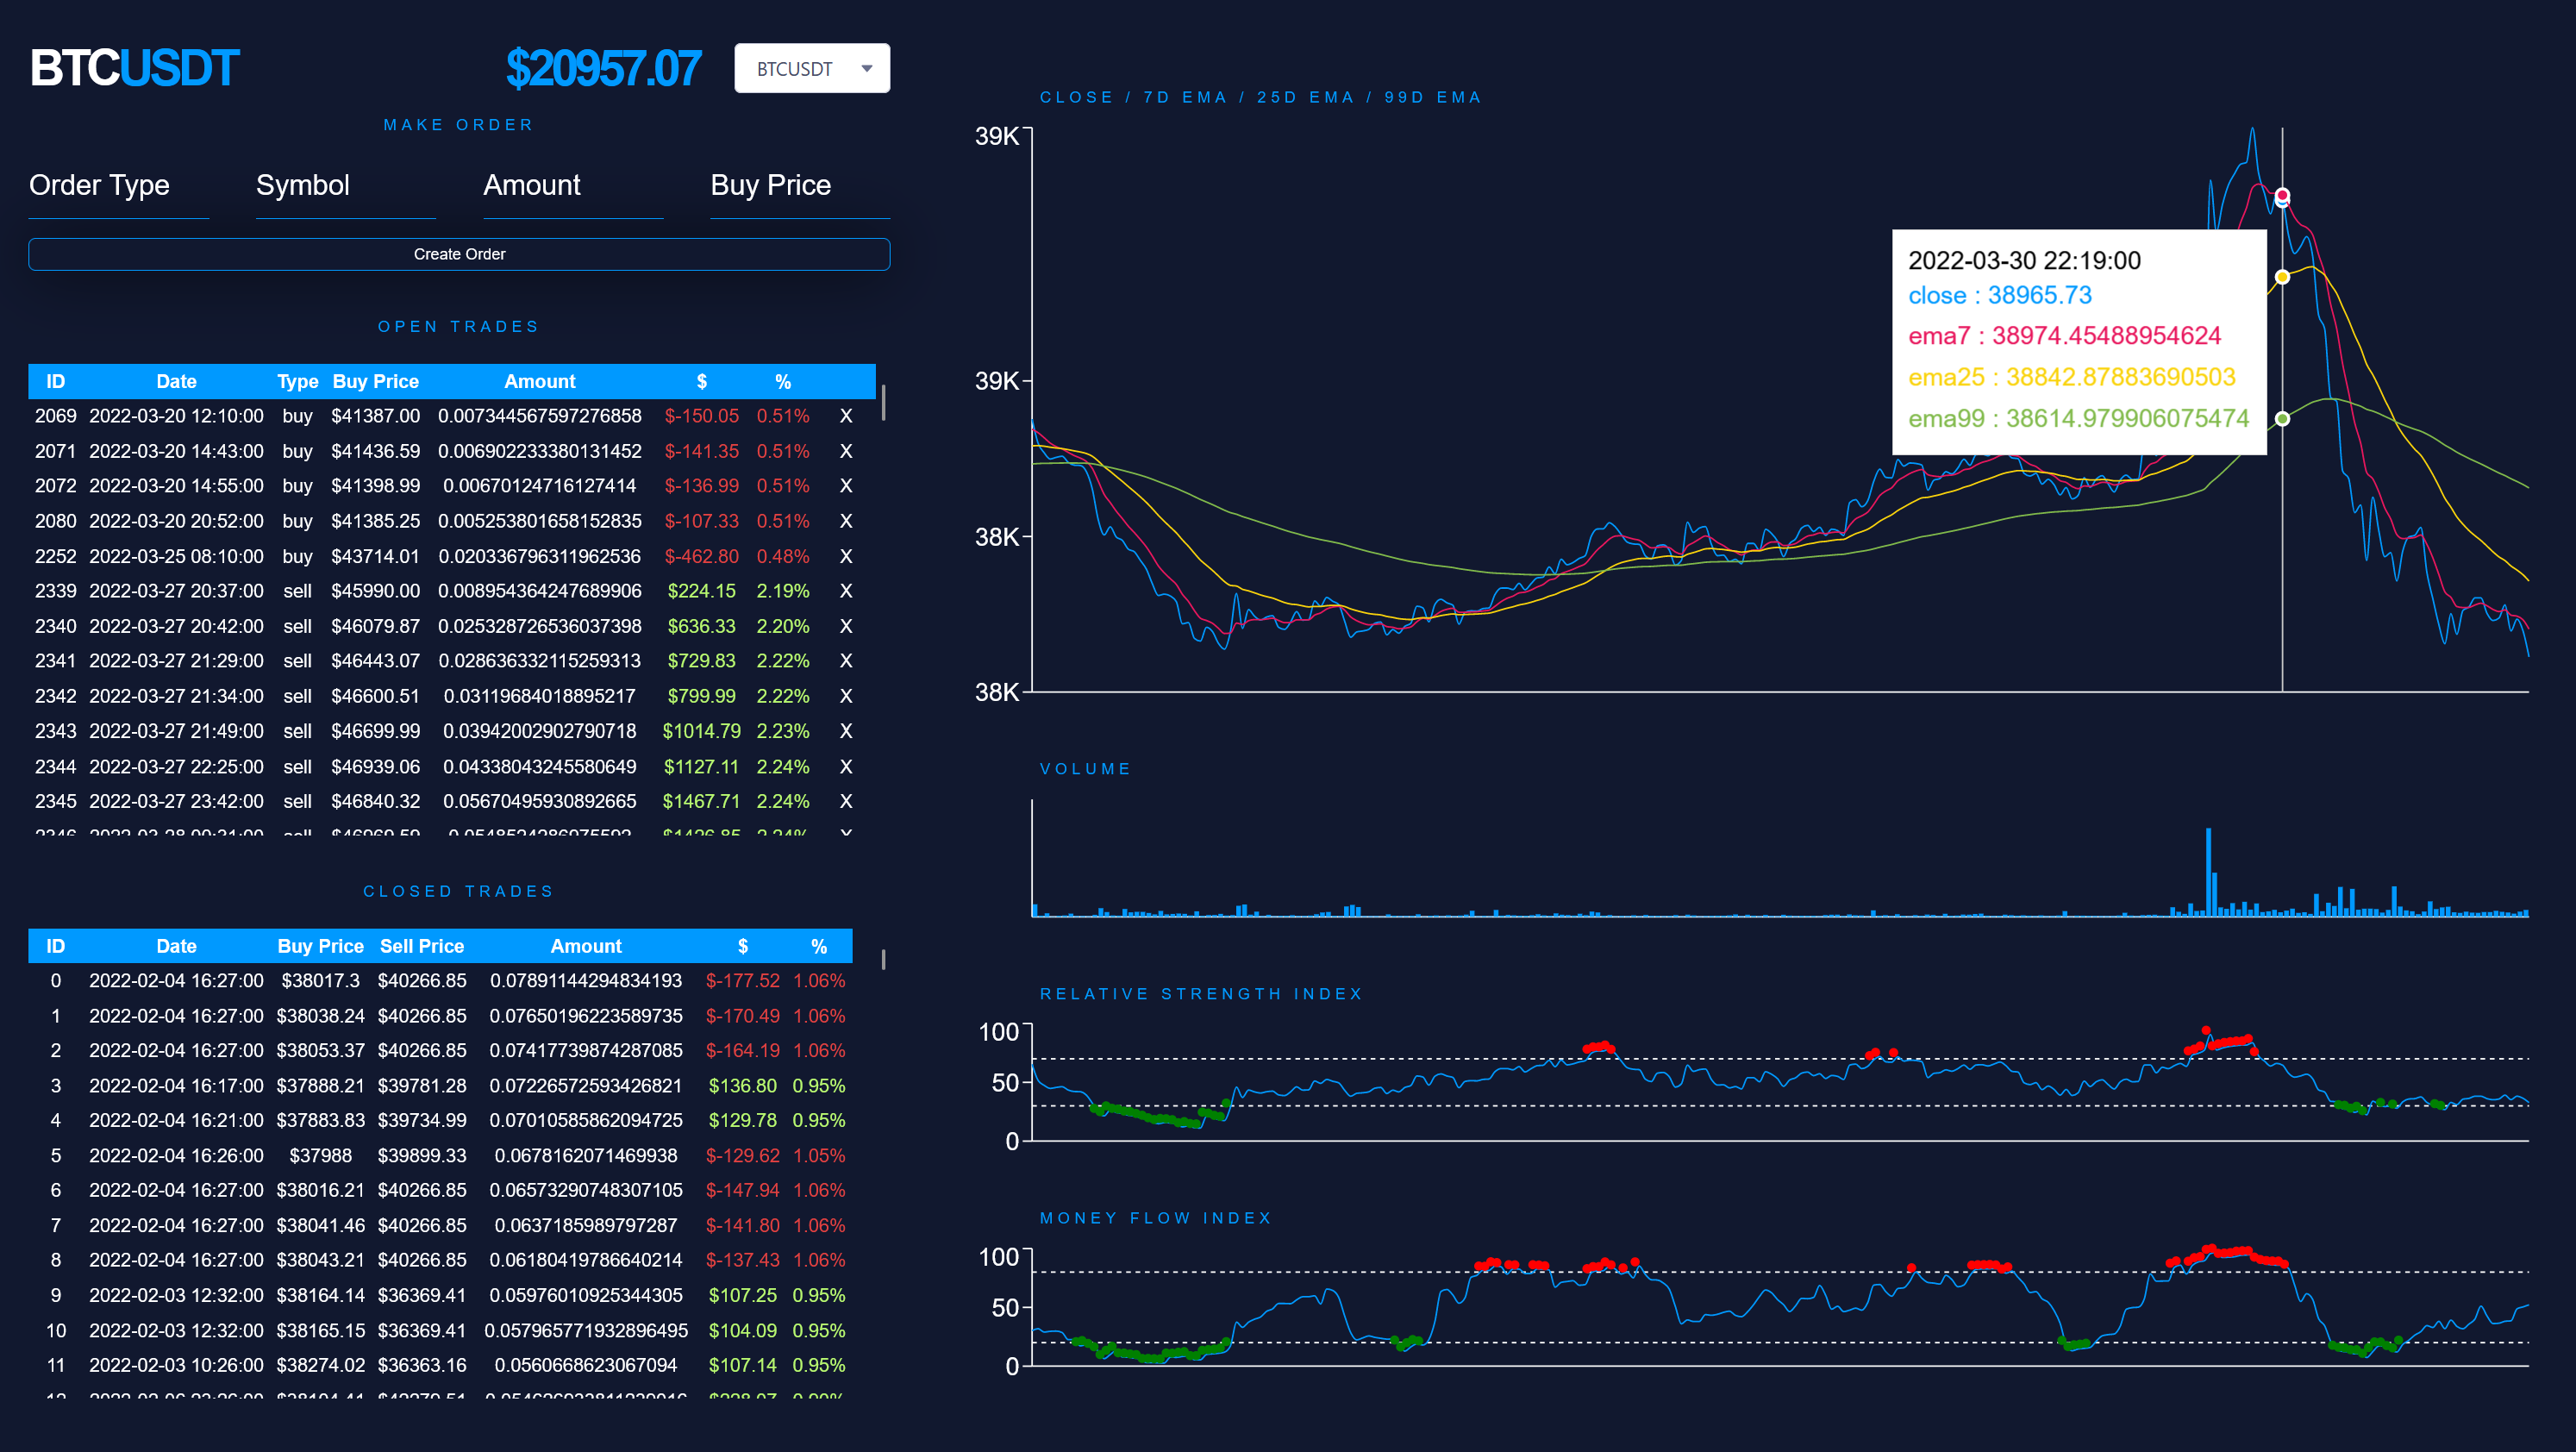 BTCUSDT $20957.07 BTCUSDT
MAKE ORDER
Order Type Symbol Amount Buy Price
Create Order
OPEN TRADES
ID Date Type Buy Price Amount $ %
2069 2022-03-20 12:10:00 buy $41387.00 0.007344567597276858 $-150.05 0.51% X
2071 2022-03-20 14:43:00 buy $41436.59 0.006902233380131452 $-141.35 0.51% X
2072 2022-03-20 14:55:00 buy $41398.99 0.00670124716127414 $-136.99 0.51% X
2080 2022-03-20 20:52:00 buy $41385.25 0.005253801658152835 $-107.33 0.51% X
2252 2022-03-25 08:10:00 buy $43714.01 0.020336796311962536 $-462.80 0.48% X
2339 2022-03-27 20:37:00 sell $45990.00 0.008954364247689906 $224.15 2.19% X
2340 2022-03-27 20:42:00 sell $46079.87 0.025328726536037398 $636.33 2.20% X
2341 2022-03-27 21:29:00 sell $46443.07 0.028636332115259313 $729.83 2.22% X
2342 2022-03-27 21:34:00 sell $46600.51 0.03119684018895217 $799.99 2.22% X
2343 2022-03-27 21:49:00 sell $46699.99 0.03942002902790718 $1014.79 2.23% X
2344 2022-03-27 22:25:00 sell $46939.06 0.04338043245580649 $1127.11 2.24% X
2345 2022-03-27 23:42:00 sell $46840.32 0.05670495930892665 $1467.71 2.24% X
CLOSED TRADES
ID Date Buy Price Sell Price Amount $ %
0 2022-02-04 16:27:00 $38017.3 $40266.85 0.07891144294834193 $-177.52 1.06%
1 2022-02-04 16:27:00 $38038.24 $40266.85 0.07650196223589735 $-170.49 1.06%
2 2022-02-04 16:27:00 $38053.37 $40266.85 0.07417739874287085 $-164.19 1.06%
3 2022-02-04 16:17:00 $37888.21 $39781.28 0.07226572593426821 $136.80 0.95%
4 2022-02-04 16:21:00 $37883.83 $39734.99 0.07010585862094725 $129.78 0.95%
5 2022-02-04 16:26:00 $37988 $39899.33 0.0678162071469938 $-129.62 1.05%
6 2022-02-04 16:27:00 $38016.21 $40266.85 0.06573290748307105 $-147.94 1.06%
7 2022-02-04 16:27:00 $38041.46 $40266.85 0.0637185989797287 $-141.80 1.06%
8 2022-02-04 16:27:00 $38043.21 $40266.85 0.06180419786640214 $-137.43 1.06%
9 2022-02-03 12:32:00 $38164.14 $36369.41 0.05976010925344305 $107.25 0.95%
10 2022-02-03 12:32:00 $38165.15 $36369.41 0.057965771932896495 $104.09 0.95%
11 2022-02-03 10:26:00 $38274.02 $36363.16 0.0560668623067094 $107.14 0.95%
CLOSE / 7D EMA / 25D EMA / 99D EMA
39K
39K
38K
38K
2022-03-30 22:19:00
close : 38965.73
ema7 : 38974.45488954624
ema25 : 38842.87883690503
ema99 : 38614.979906075474
VOLUME
RELATIVE STRENGTH INDEX
100
50
0
MONEY FLOW INDEX
100
50
0